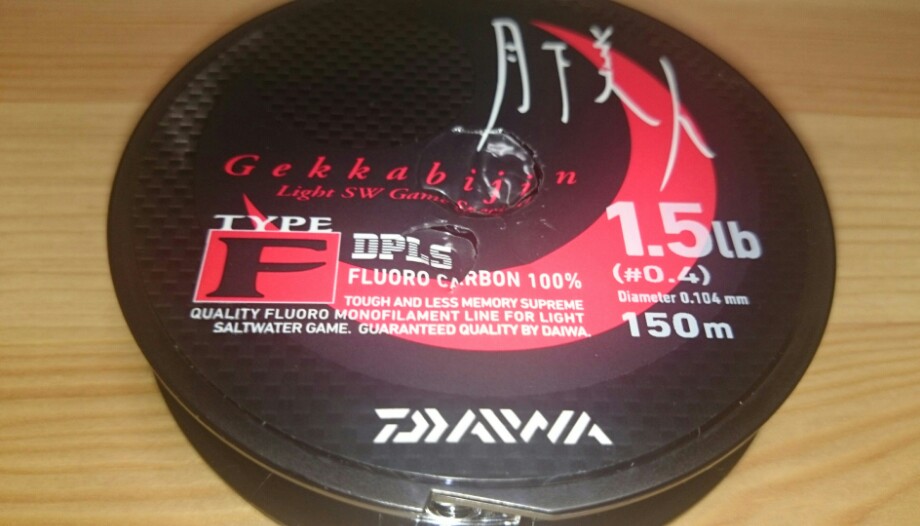 月下美人
Gekkabijin
Light SW Game
TYPE
F
DPLS
FLUORO CARBON 100%
TOUGH AND LESS MEMORY SUPREME
QUALITY FLUORO MONOFILAMENT LINE FOR LIGHT
SALTWATER GAME. GUARANTEED QUALITY BY DAIWA.
1.5lb
(#0.4)
Diameter 0.104 mm
150m
DAIWA